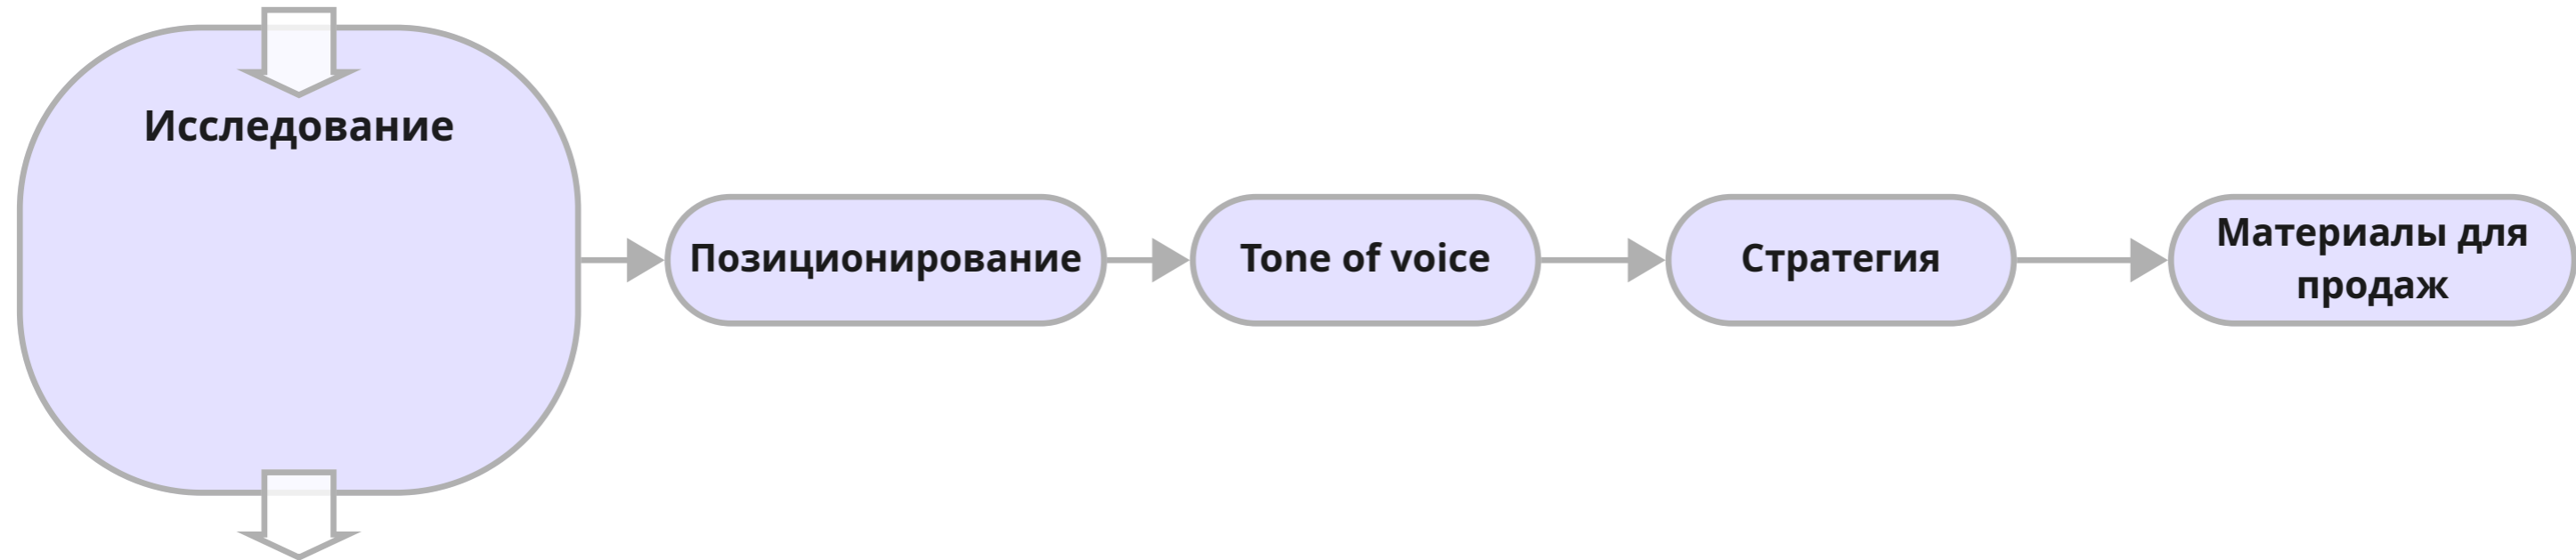 Исследование
Позиционирование
Tone of voice
Стратегия
Материалы для
продаж